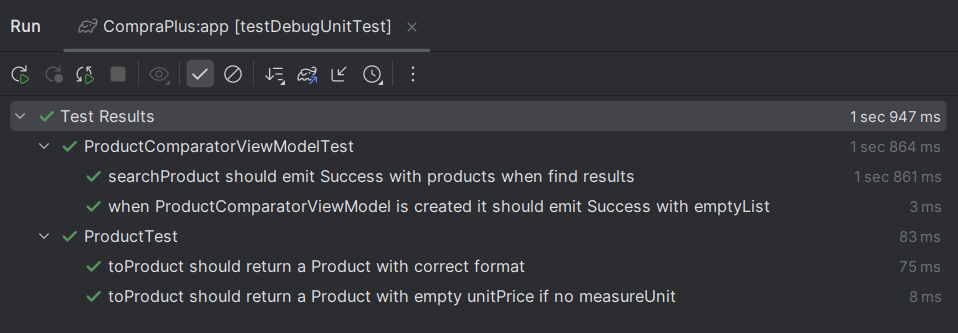 Run CompraPlus:app [testDebugUnitTest]
Test Results 1 sec 947 ms
ProductComparatorViewModelTest 1 sec 864 ms
searchProduct should emit Success with products when find results 1 sec 861 ms
when ProductComparatorViewModel is created it should emit Success with emptyList 3 ms
ProductTest 83 ms
toProduct should return a Product with correct format 75 ms
toProduct should return a Product with empty unitPrice if no measureUnit 8 ms